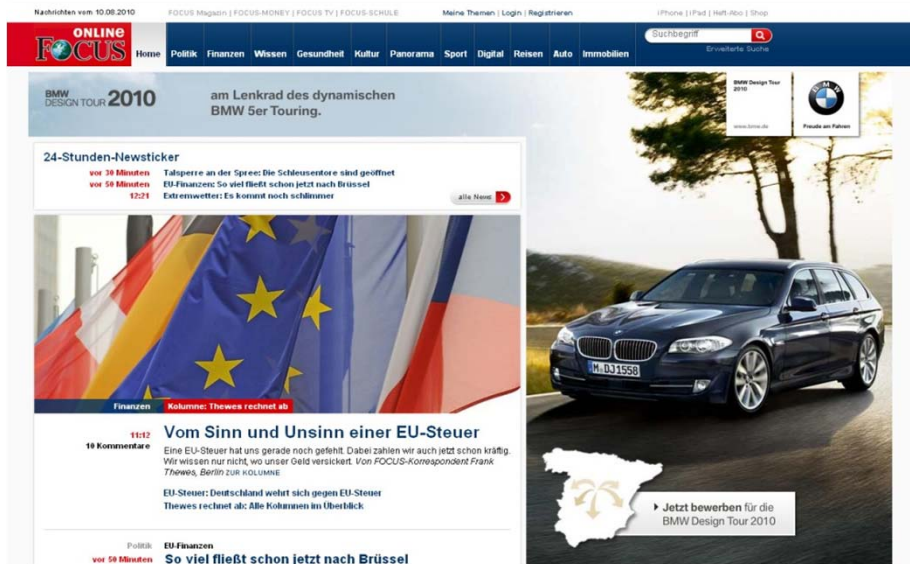 Nachrichten vom 10.08.2010
FOCUS Magazin | FOCUS-MONEY | FOCUS TV | FOCUS-SCHULE
Meine Themen | Login | Registrieren
iPhone | iPad | Heft-Abo | Shop
ONLINE
FOCUS
Home Politik Finanzen Wissen Gesundheit Kultur Panorama Sport Digital Reisen Auto Immobilien
Suchbegriff
Erweiterte Suche
BMW
DESIGN TOUR 2010
am Lenkrad des dynamischen
BMW 5er Touring.
BMW Design Tour
2010
www.bmw.de
BMW
Freude am Fahren
24-Stunden-Newsticker
vor 30 Minuten Talsperre an der Spree: Die Schleusentore sind geöffnet
vor 50 Minuten EU-Finanzen: So viel fließt schon jetzt nach Brüssel
12:21 Extremwetter: Es kommt noch schlimmer
alle News
Finanzen Kolumne: Thewes rechnet ab
11:12
10 Kommentare
Vom Sinn und Unsinn einer EU-Steuer
Eine EU-Steuer hat uns gerade noch gefehlt. Dabei zahlen wir auch jetzt schon kräftig.
Wir wissen nur nicht, wo unser Geld versickert. Von FOCUS-Korrespondent Frank
Thewes, Berlin ZUR KOLUMNE
EU-Steuer: Deutschland wehrt sich gegen EU-Steuer
Thewes rechnet ab: Alle Kolumnen im Überblick
Politik EU-Finanzen
vor 50 Minuten So viel fließt schon jetzt nach Brüssel
M DJ1558
Jetzt bewerben für die
BMW Design Tour 2010